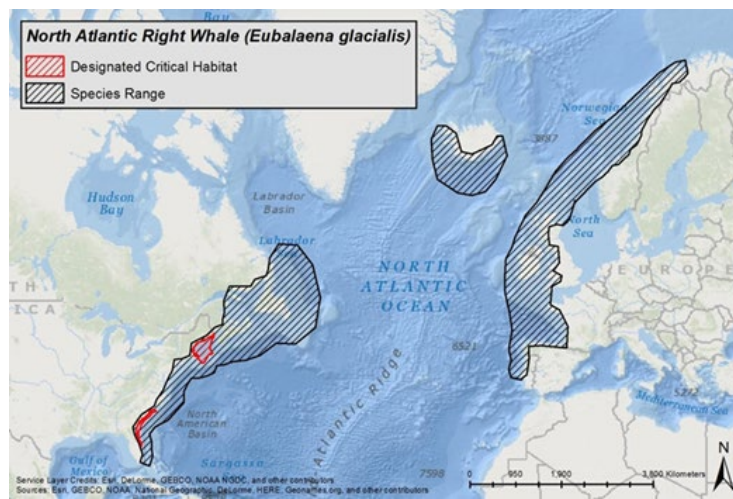 North Atlantic Right Whale (Eubalaena glacialis)
Designated Critical Habitat
Species Range
Norwegian
Sea
3887
Hudson
Bay
Labrador
Basin
Labrador
North
Sea
NORTH
ATLANTIC
OCEAN
EUROPE
6521
Atlantic Ridge
North
American
Basin
5272
Mediterranean Sea
Gulf of
Mexico
Sargasso
7598
N
0 950 1,900 3,800 Kilometers
Service Layer Credits: Esri, DeLorme, GEBCO, NOAA NGDC, and other contributors
Sources: Esri, GEBCO, NOAA, National Geographic, DeLorme, HERE, Geonames.org, and other contributors